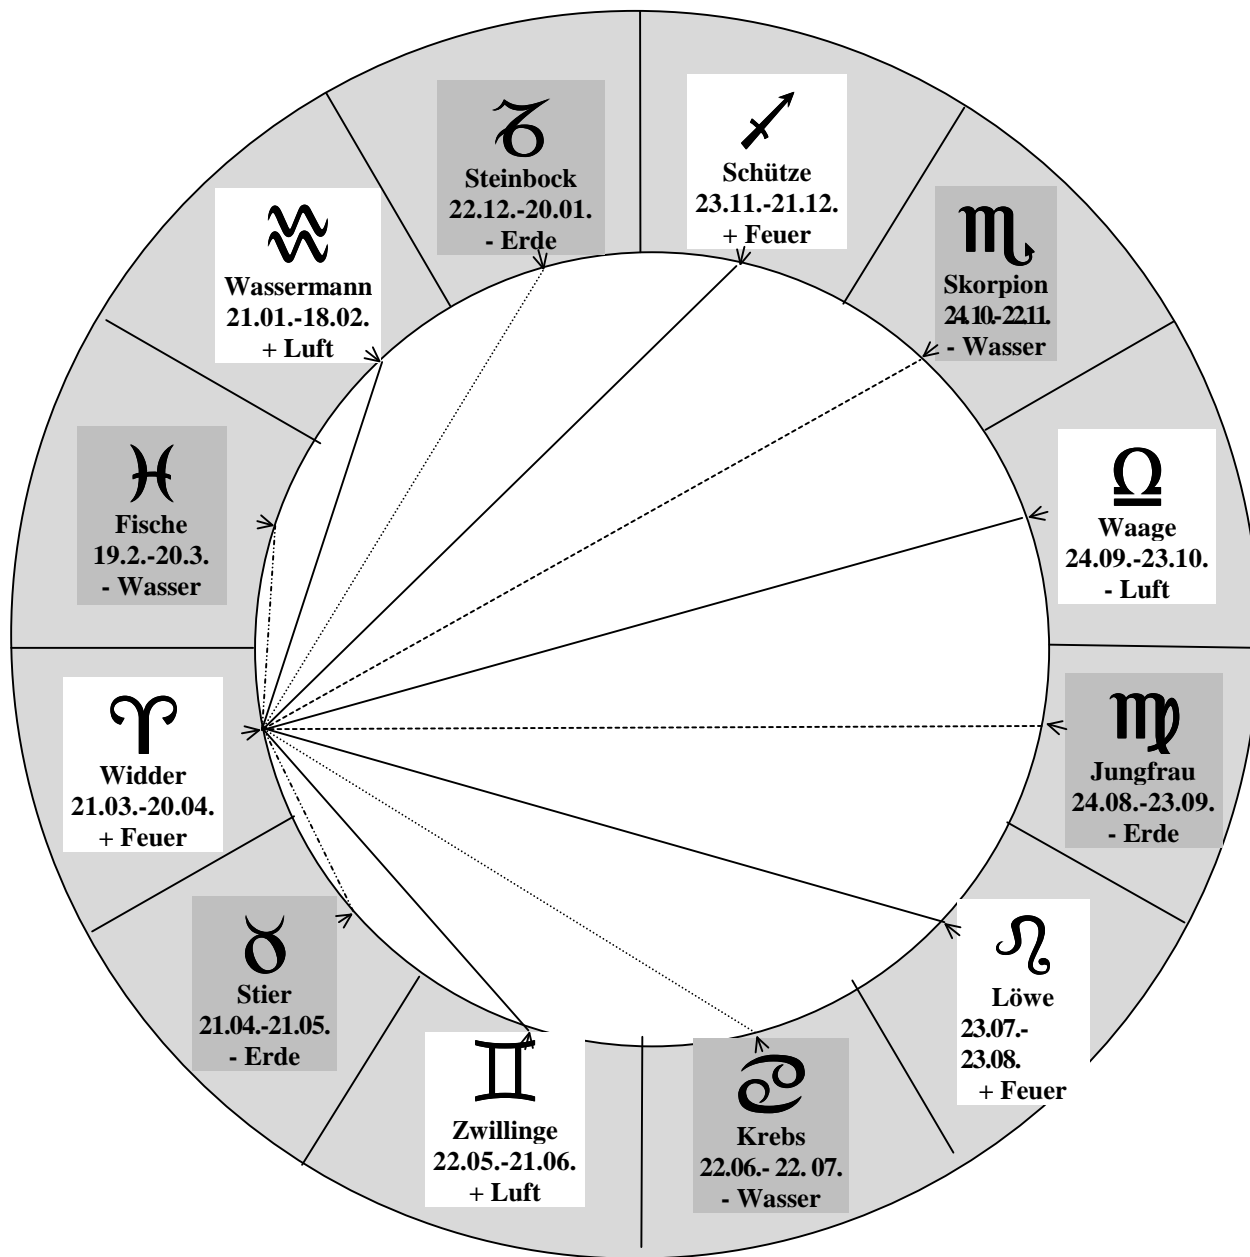 Steinbock
22.12.-20.01.
- Erde
Schütze
23.11.-21.12.
+ Feuer
Wassermann
21.01.-18.02.
+ Luft
Skorpion
24.10.-22.11.
- Wasser
Fische
19.2.-20.3.
- Wasser
Waage
24.09.-23.10.
- Luft
Widder
21.03.-20.04.
+ Feuer
Jungfrau
24.08.-23.09.
- Erde
Stier
21.04.-21.05.
- Erde
Löwe
23.07.-
23.08.
+ Feuer
Zwillinge
22.05.-21.06.
+ Luft
Krebs
22.06.- 22. 07.
- Wasser